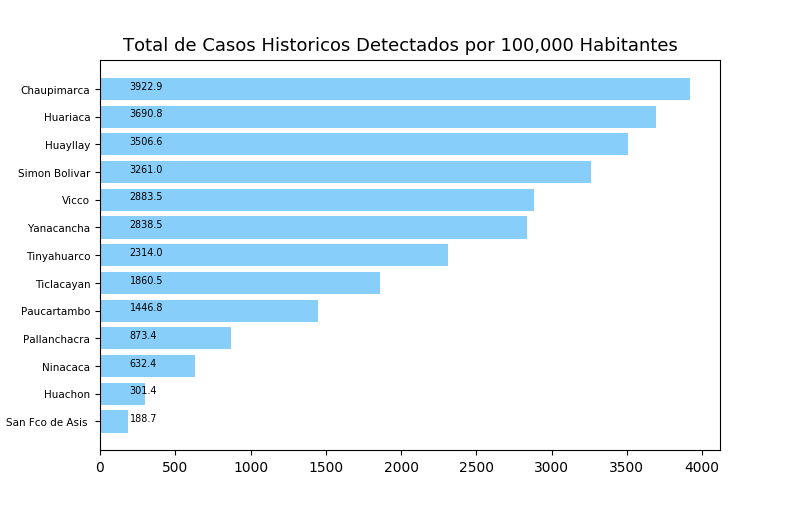 Total de Casos Historicos Detectados por 100,000 Habitantes
Chaupimarca 3922.9
Huariaca 3690.8
Huayllay 3506.6
Simon Bolivar 3261.0
Vicco 2883.5
Yanacancha 2838.5
Tinyahuarco 2314.0
Ticlacayan 1860.5
Paucartambo 1446.8
Pallanchacra 873.4
Ninacaca 632.4
Huachon 301.4
San Fco de Asis 188.7
0 500 1000 1500 2000 2500 3000 3500 4000